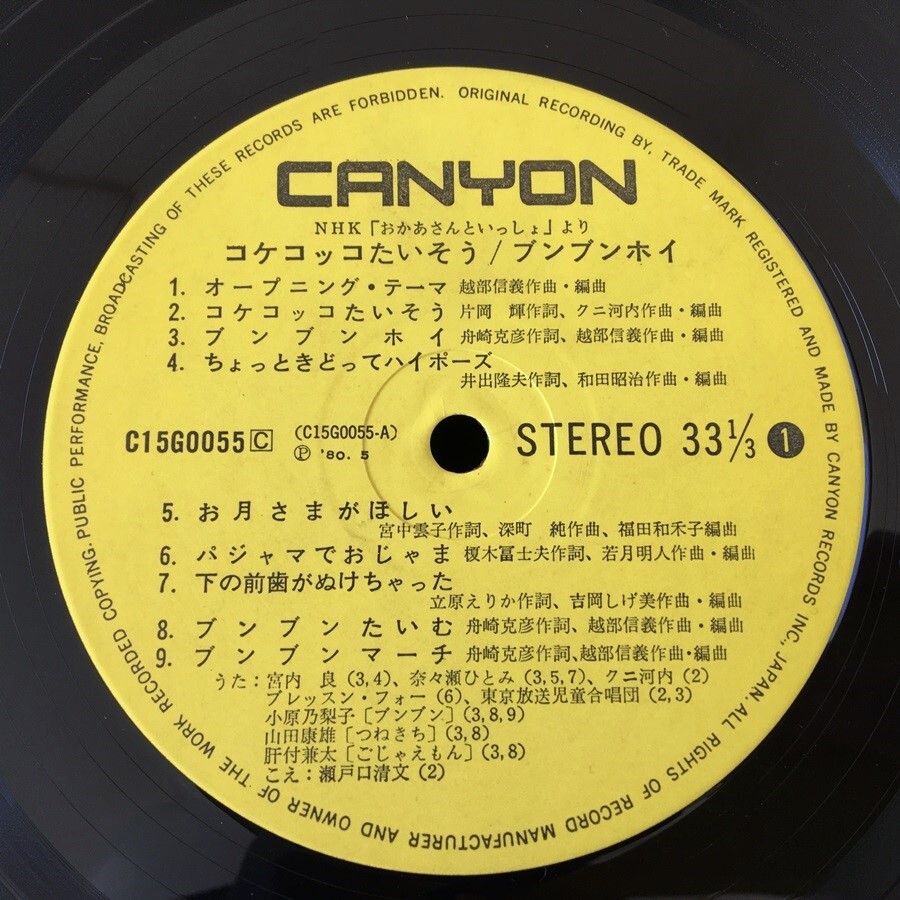 PUBLIC PERFORMANCE, BROADCASTING OF THESE RECORDS ARE FORBIDDEN. ORIGINAL RECORDING BY, TRADE MARK REGISTERED AND MADE BY CANYON RECORDS INC, JAPAN. ALL RIGHTS OF RECORD MANUFACTURER AND OWNER OF THE WORK RECORDED COPYING.
CANYON
NHK「おかあさんといっしょ」より
コケコッコたいそう/ブンブンホイ
1. オープニング・テーマ 越部信義作曲・編曲
2. コケコッコたいそう 片岡 輝作詞、クニ河内作曲・編曲
3. ブンブンホイ 舟崎克彦作詞、越部信義作曲・編曲
4. ちょっときどってハイポーズ
井出隆夫作詞、和田昭治作曲・編曲
C15G0055 C (C15G0055-A) STEREO 33 1/3 1
Ⓟ '80. 5
5. お月さまがほしい
宮中雲子作詞、深町 純作曲、福田和禾子編曲
6. パジャマでおじゃま 榎木冨士夫作詞、若月明人作曲・編曲
7. 下の前歯がぬけちゃった
立原えりか作詞、吉岡しげ美作曲・編曲
8. ブンブンたいむ 舟崎克彦作詞、越部信義作曲・編曲
9. ブンブンマーチ 舟崎克彦作詞、越部信義作曲・編曲
うた：宮内 良(3,4)、奈々瀬ひとみ(3,5,7)、クニ河内(2)
ブレッスン・フォー(6)、東京放送児童合唱団(2,3)
小原乃梨子[ブンブン](3,8,9)
山田康雄[つねきち](3,8)
肝付兼太[ごじゃえもん](3,8)
こえ：瀬戸口清文(2)